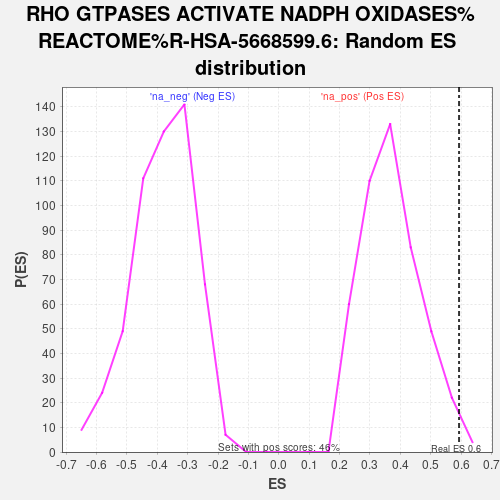 RHO GTPASES ACTIVATE NADPH OXIDASES%
REACTOME%R-HSA-5668599.6: Random ES
distribution
'na_neg' (Neg ES)
'na_pos' (Pos ES)
140
130
120
110
100
90
80
70
60
50
40
30
20
10
0
P(ES)
Sets with pos scores: 46%
Real ES 0.6
-0.7 -0.6 -0.5 -0.4 -0.3 -0.2 -0.1 0.0 0.1 0.2 0.3 0.4 0.5 0.6 0.7
ES